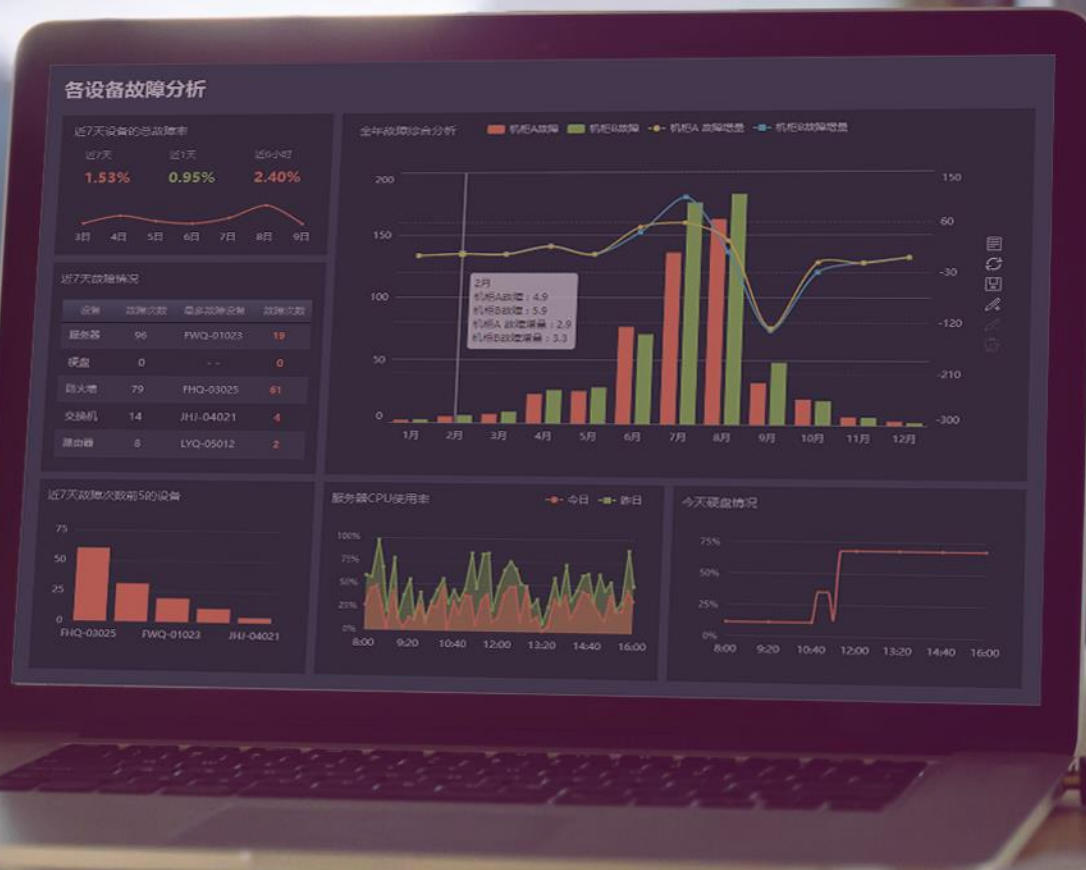 各设备故障分析
近7天设备的总故障率
近7天 近1天 近6小时
1.53% 0.95% 2.40%
3日 4日 5日 6日 7日 8日 9日
近7天故障情况
设备 故障次数 最多故障设备 故障次数
服务器 96 FWQ-01023 19
硬盘 0 - - 0
防火墙 79 FHQ-03025 61
交换机 14 JHJ-04021 4
路由器 8 LYQ-05012 2
全年故障综合分析 机柜A故障 机柜B故障 机柜A 故障增量 机柜B故障增量
200 150
150 60
100 -30
50 -120
0 -210
-300
2月
机柜A故障 : 4.9
机柜B故障 : 5.9
机柜A 故障增量 : 2.9
机柜B故障增量 : 3.3
1月 2月 3月 4月 5月 6月 7月 8月 9月 10月 11月 12月
近7天故障次数前5的设备
75
50
25
0
FHQ-03025 FWQ-01023 JHJ-04021
服务器CPU使用率 今日 昨日
100%
75%
50%
25%
0%
8:00 9:20 10:40 12:00 13:20 14:40 16:00
今天硬盘情况
75%
50%
25%
0%
8:00 9:20 10:40 12:00 13:20 14:40 16:00